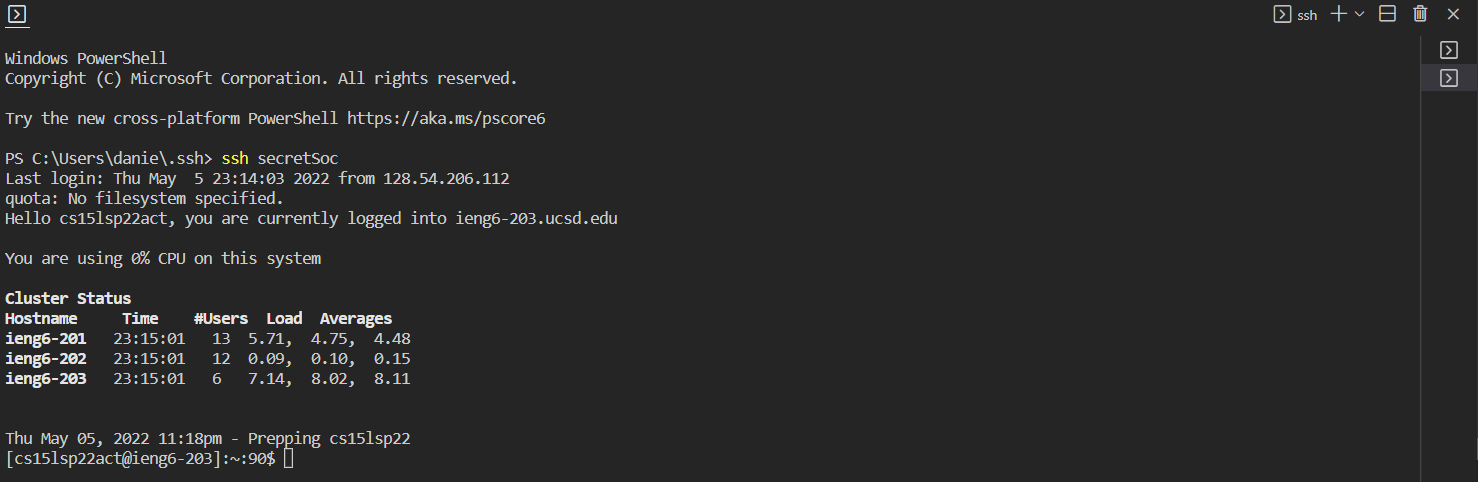 ssh
Windows PowerShell
Copyright (C) Microsoft Corporation. All rights reserved.
Try the new cross-platform PowerShell https://aka.ms/pscore6
PS C:\Users\danie\.ssh> ssh secretSoc
Last login: Thu May  5 23:14:03 2022 from 128.54.206.112
quota: No filesystem specified.
Hello cs15lsp22act, you are currently logged into ieng6-203.ucsd.edu
You are using 0% CPU on this system
Cluster Status
Hostname     Time    #Users  Load  Averages
ieng6-201   23:15:01   13  5.71,  4.75,  4.48
ieng6-202   23:15:01   12  0.09,  0.10,  0.15
ieng6-203   23:15:01   6   7.14,  8.02,  8.11
Thu May 05, 2022 11:18pm - Prepping cs15lsp22
[cs15lsp22act@ieng6-203]:~:90$